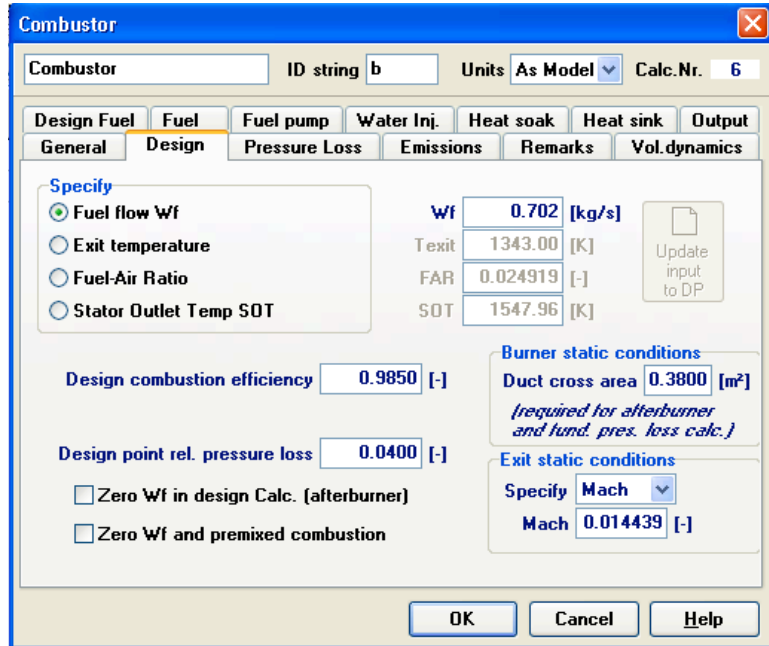 Combustor
Combustor ID string b Units As Model Calc.Nr. 6
Design Fuel Fuel Fuel pump Water Inj. Heat soak Heat sink Output
General Design Pressure Loss Emissions Remarks Vol.dynamics
Specify
Fuel flow Wf
Exit temperature
Fuel-Air Ratio
Stator Outlet Temp SOT
Wf 0.702 [kg/s]
Texit 1343.00 [K]
FAR 0.024919 [-]
SOT 1547.96 [K]
Update
input
to DP
Design combustion efficiency 0.9850 [-]
Design point rel. pressure loss 0.0400 [-]
Zero Wf in design Calc. (afterburner)
Zero Wf and premixed combustion
Burner static conditions
Duct cross area 0.3800 [m²]
(required for afterburner
and fund. pres. loss calc.)
Exit static conditions
Specify Mach
Mach 0.014439 [-]
OK Cancel Help